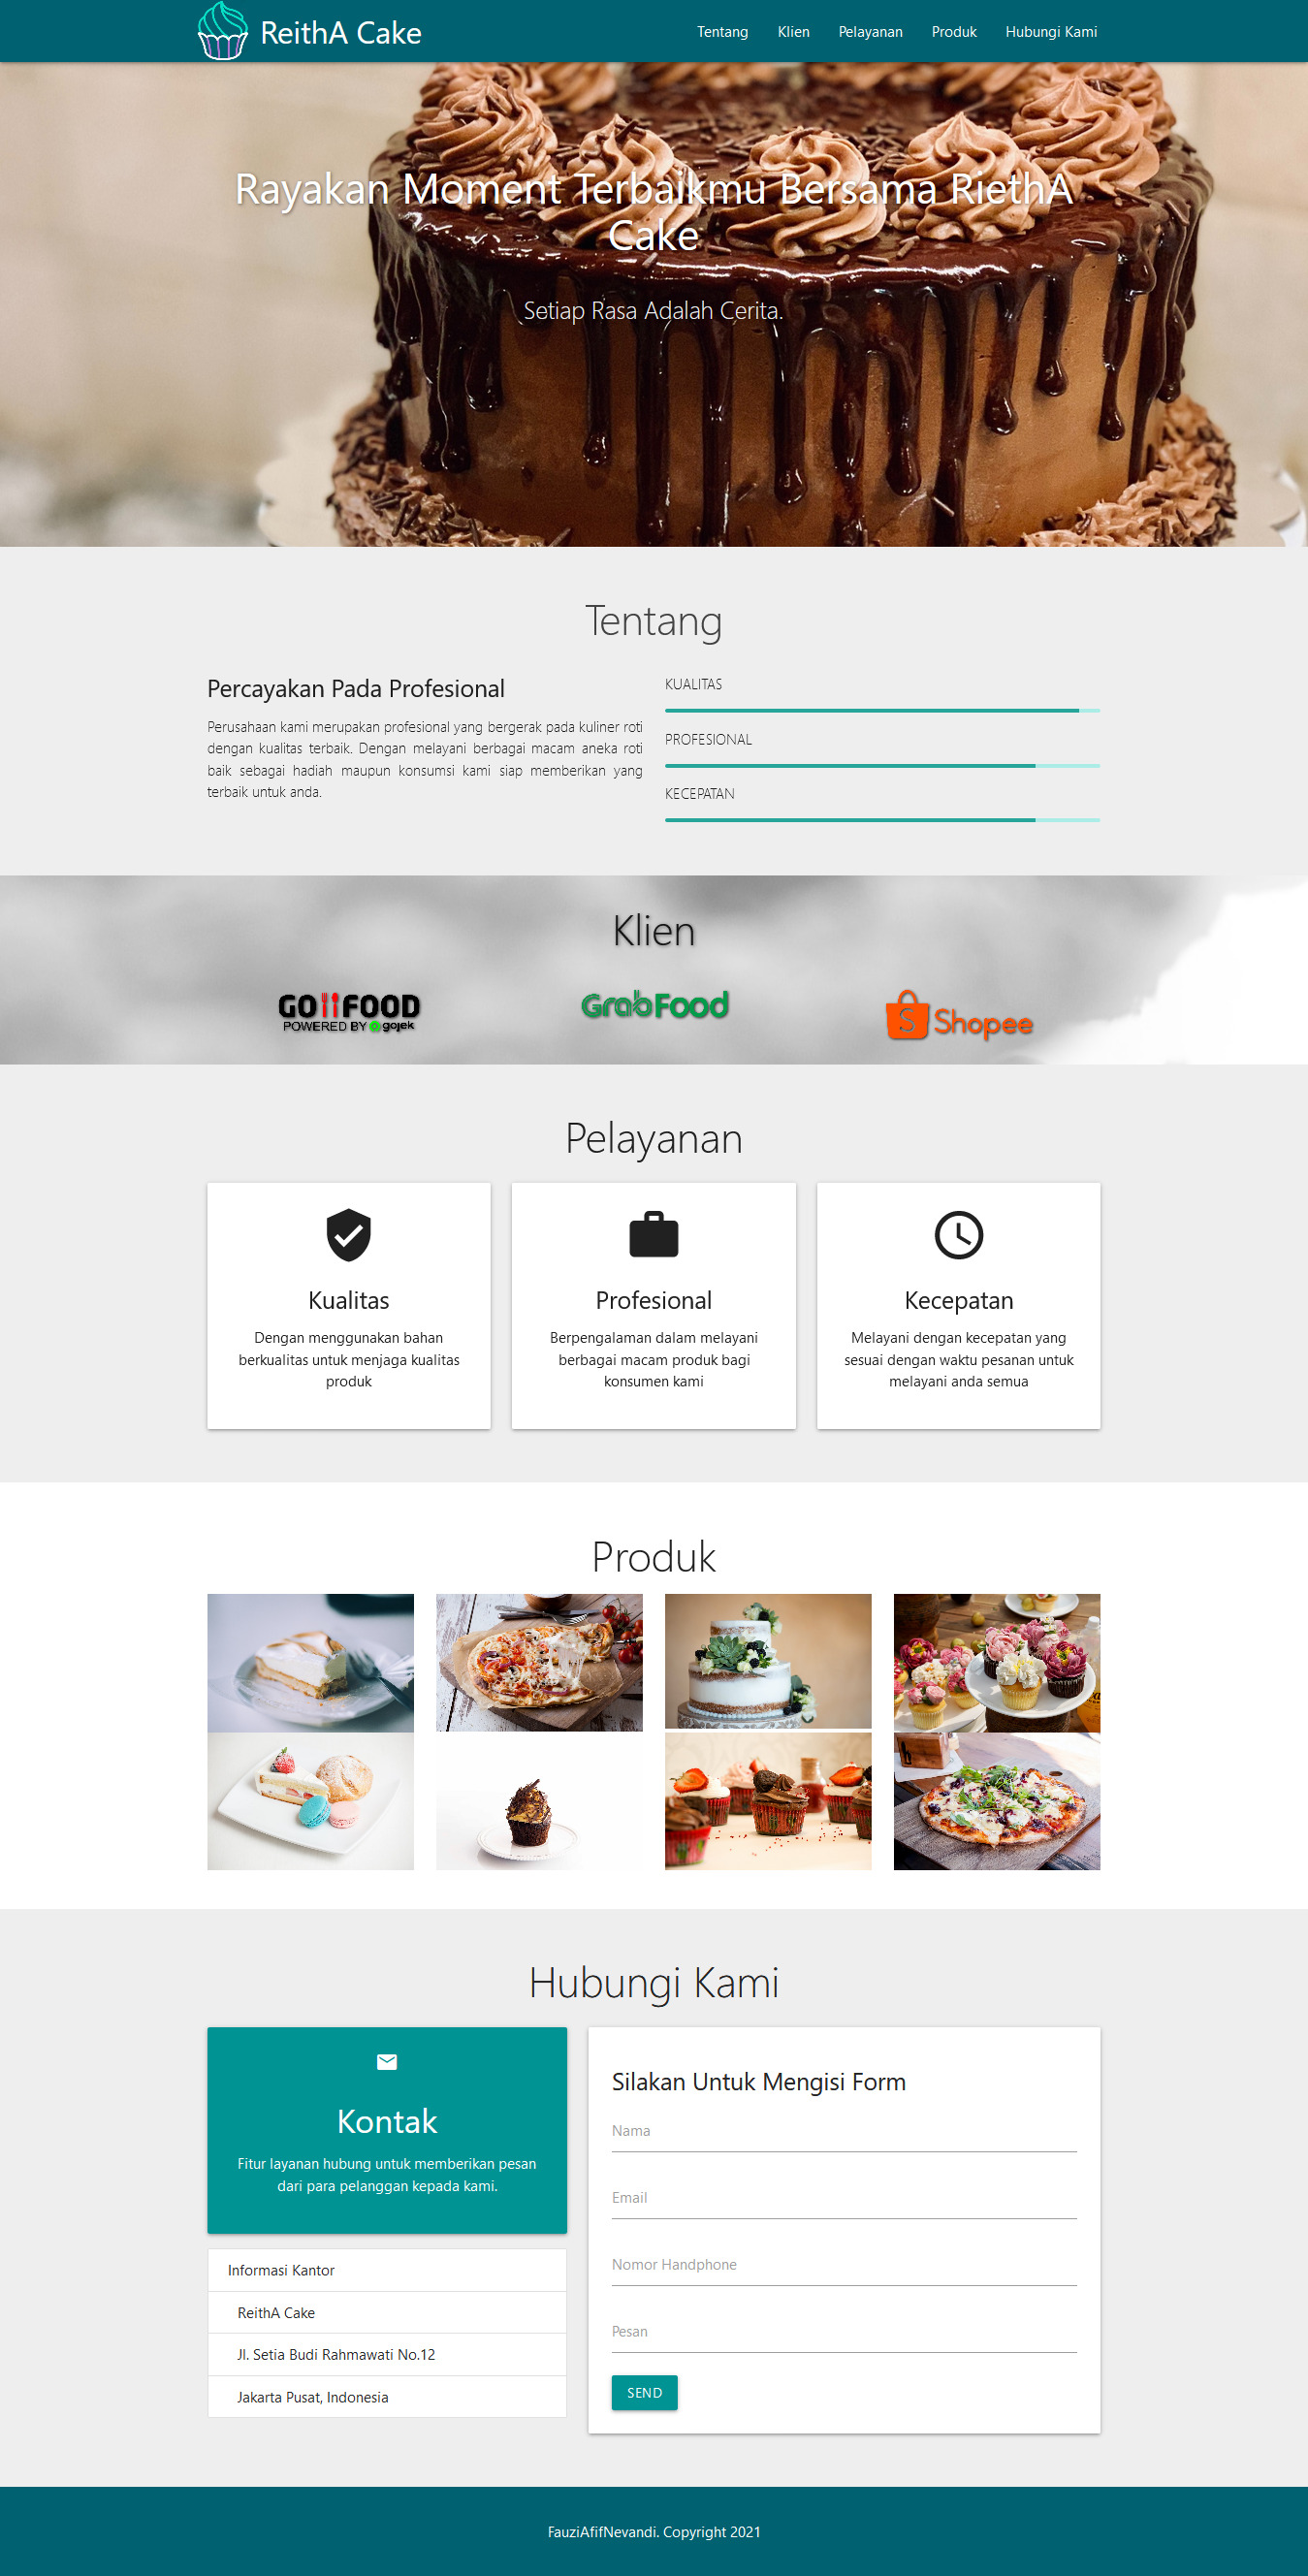 ReithA Cake
Tentang
Klien
Pelayanan
Produk
Hubungi Kami
Rayakan Moment Terbaikmu Bersama RiethA
Cake
Setiap Rasa Adalah Cerita.
Tentang
Percayakan Pada Profesional
Perusahaan kami merupakan profesional yang bergerak pada kuliner roti
dengan kualitas terbaik. Dengan melayani berbagai macam aneka roti
baik sebagai hadiah maupun konsumsi kami siap memberikan yang
terbaik untuk anda.
KUALITAS
PROFESIONAL
KECEPATAN
Klien
GO FOOD
POWERED BY gojek
GrabFood
S Shopee
Pelayanan
Kualitas
Dengan menggunakan bahan
berkualitas untuk menjaga kualitas
produk
Profesional
Berpengalaman dalam melayani
berbagai macam produk bagi
konsumen kami
Kecepatan
Melayani dengan kecepatan yang
sesuai dengan waktu pesanan untuk
melayani anda semua
Produk
Hubungi Kami
Kontak
Fitur layanan hubung untuk memberikan pesan
dari para pelanggan kepada kami.
Informasi Kantor
ReithA Cake
Jl. Setia Budi Rahmawati No.12
Jakarta Pusat, Indonesia
Silakan Untuk Mengisi Form
Nama
Email
Nomor Handphone
Pesan
SEND
FauziAfifNevandi. Copyright 2021